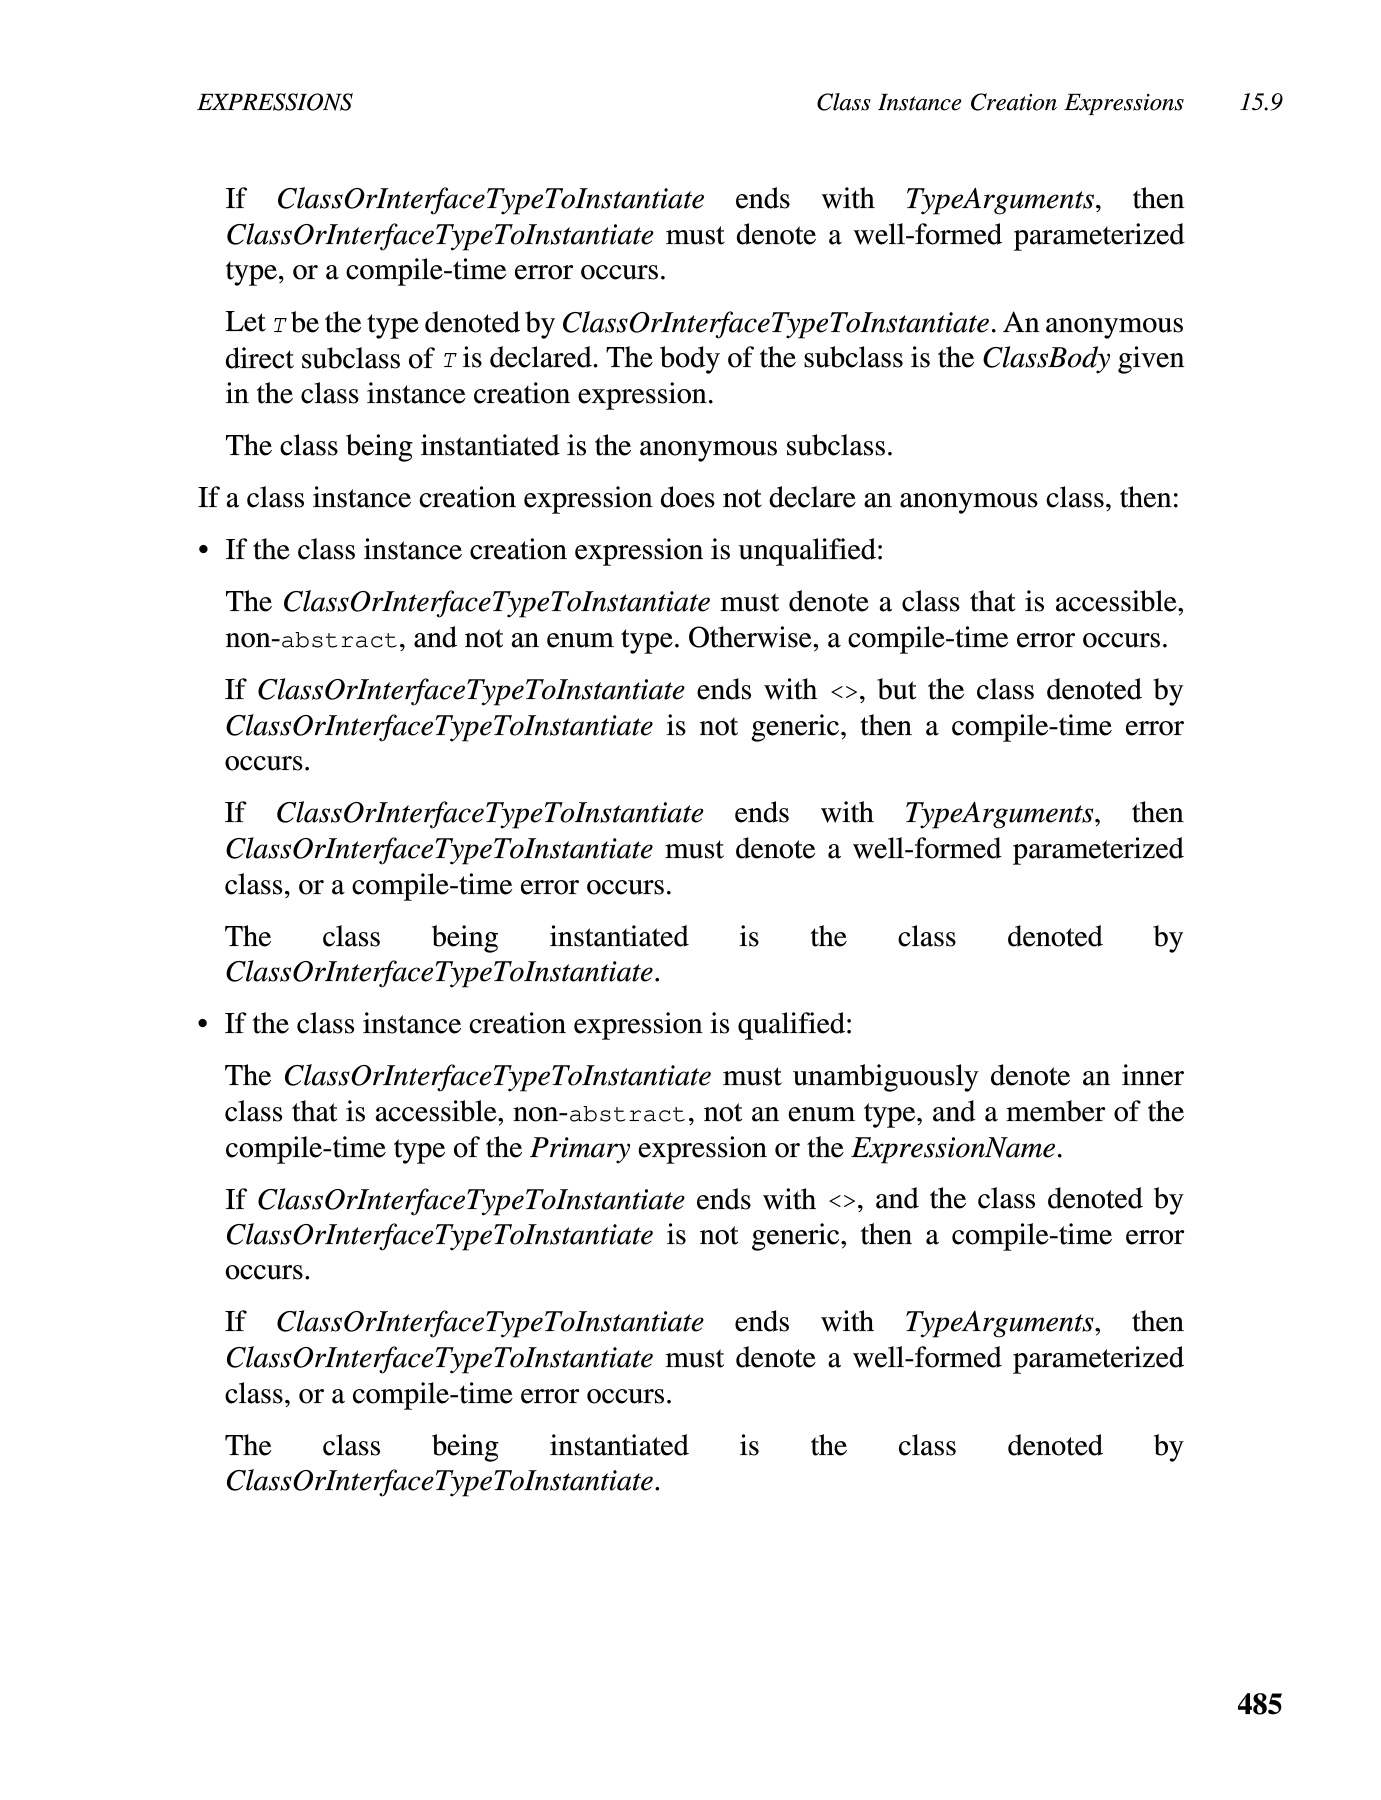 EXPRESSIONS Class Instance Creation Expressions 15.9
If ClassOrInterfaceTypeToInstantiate ends with TypeArguments, then
ClassOrInterfaceTypeToInstantiate must denote a well-formed parameterized
type, or a compile-time error occurs.
Let T be the type denoted by ClassOrInterfaceTypeToInstantiate. An anonymous
direct subclass of T is declared. The body of the subclass is the ClassBody given
in the class instance creation expression.
The class being instantiated is the anonymous subclass.
If a class instance creation expression does not declare an anonymous class, then:
• If the class instance creation expression is unqualified:
The ClassOrInterfaceTypeToInstantiate must denote a class that is accessible,
non-abstract, and not an enum type. Otherwise, a compile-time error occurs.
If ClassOrInterfaceTypeToInstantiate ends with <>, but the class denoted by
ClassOrInterfaceTypeToInstantiate is not generic, then a compile-time error
occurs.
If ClassOrInterfaceTypeToInstantiate ends with TypeArguments, then
ClassOrInterfaceTypeToInstantiate must denote a well-formed parameterized
class, or a compile-time error occurs.
The class being instantiated is the class denoted by
ClassOrInterfaceTypeToInstantiate.
• If the class instance creation expression is qualified:
The ClassOrInterfaceTypeToInstantiate must unambiguously denote an inner
class that is accessible, non-abstract, not an enum type, and a member of the
compile-time type of the Primary expression or the ExpressionName.
If ClassOrInterfaceTypeToInstantiate ends with <>, and the class denoted by
ClassOrInterfaceTypeToInstantiate is not generic, then a compile-time error
occurs.
If ClassOrInterfaceTypeToInstantiate ends with TypeArguments, then
ClassOrInterfaceTypeToInstantiate must denote a well-formed parameterized
class, or a compile-time error occurs.
The class being instantiated is the class denoted by
ClassOrInterfaceTypeToInstantiate.
485